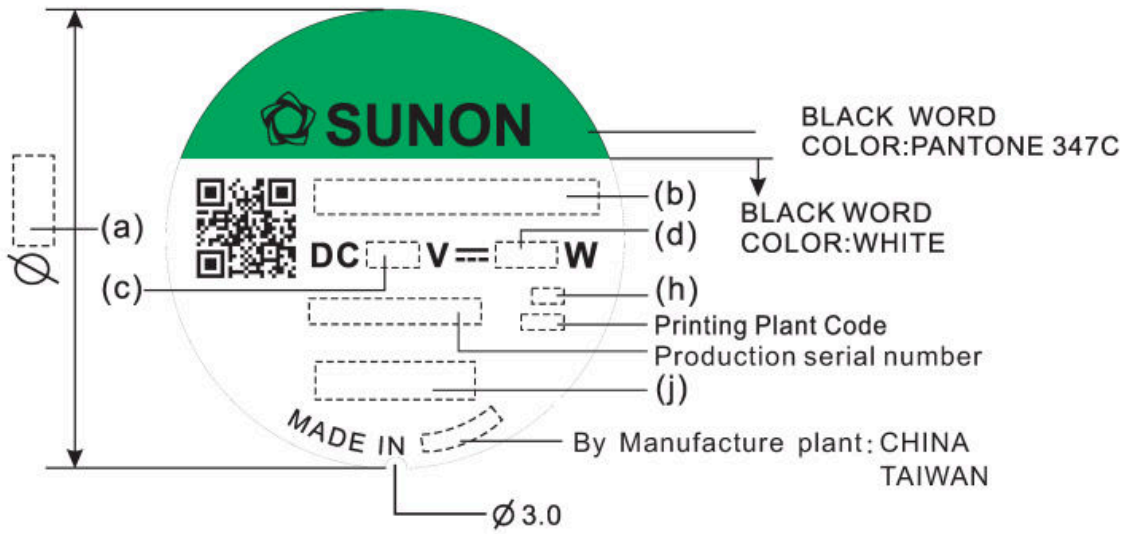 SUNON
BLACK WORD
COLOR:PANTONE 347C
(a)
(b)
BLACK WORD
COLOR:WHITE
(d)
DC V W
(c)
(h)
Printing Plant Code
Production serial number
(j)
MADE IN
By Manufacture plant: CHINA
TAIWAN
Ø
Ø3.0